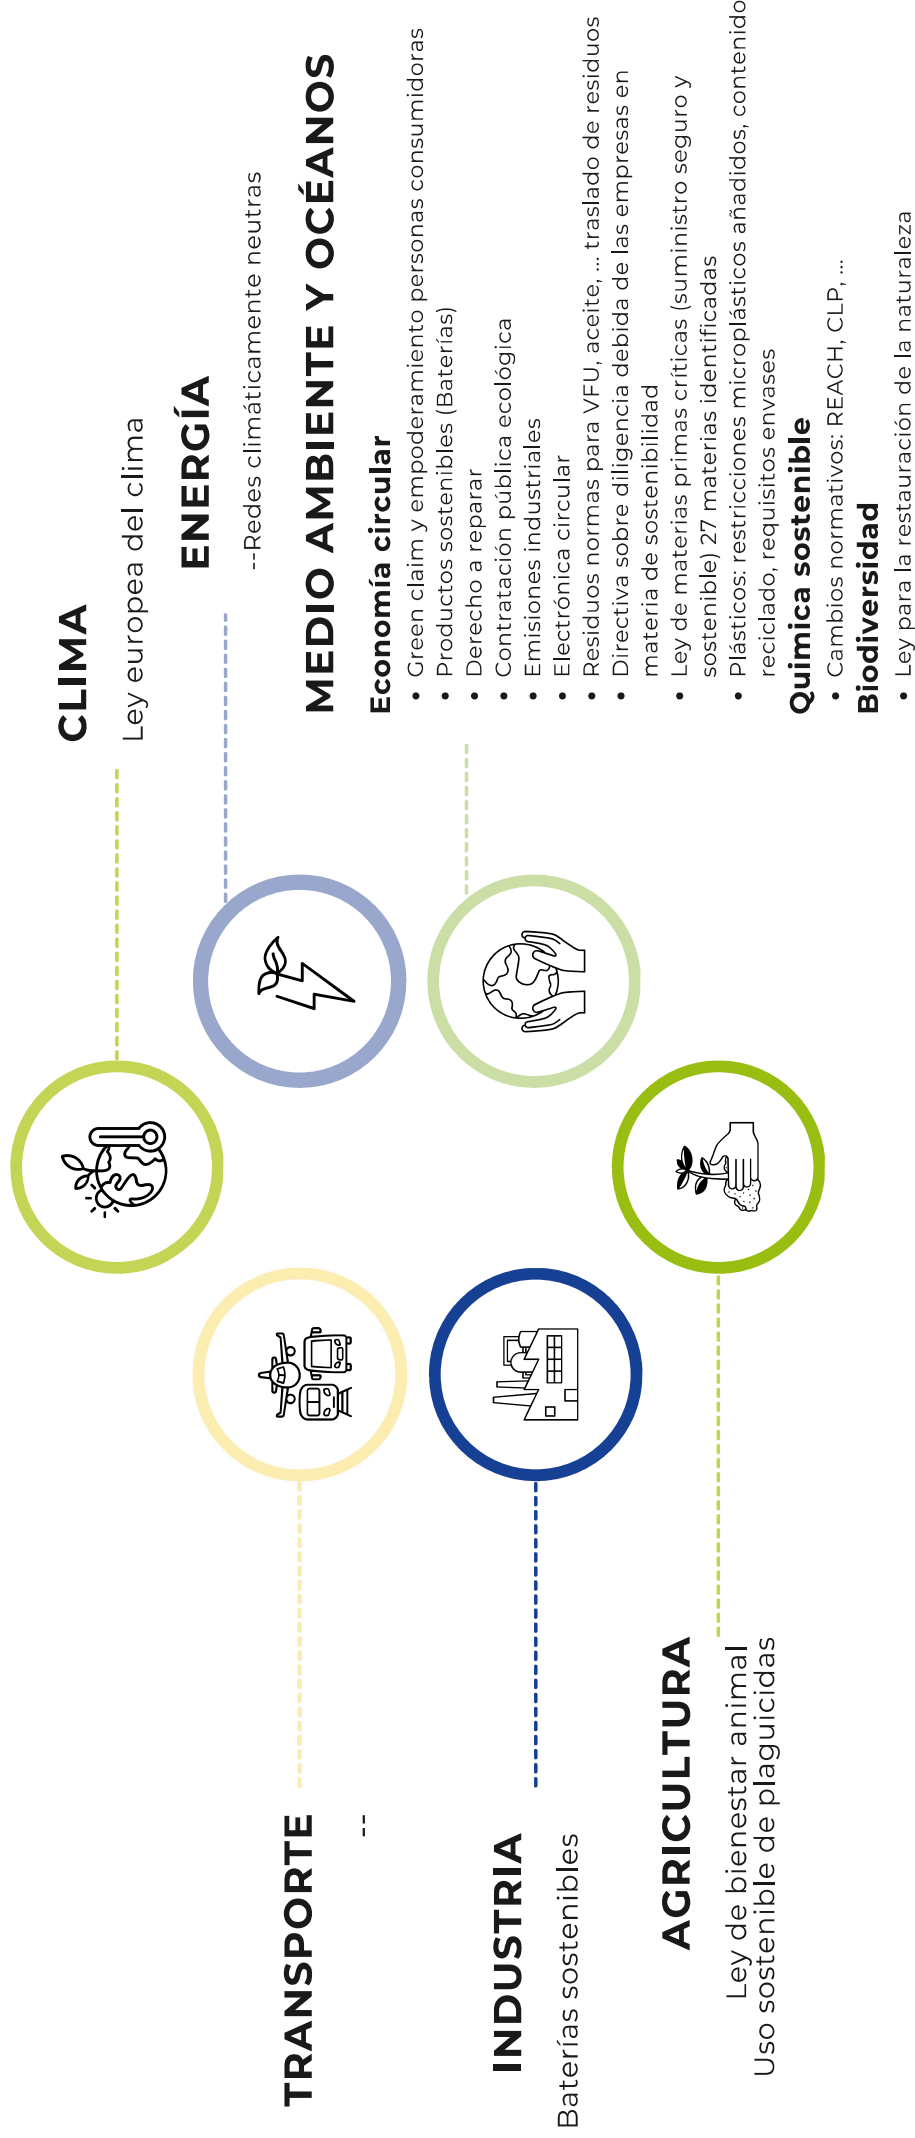 CLIMA
Ley europea del clima
ENERGÍA
--Redes climáticamente neutras
MEDIO AMBIENTE Y OCÉANOS
Economía circular
• Green claim y empoderamiento personas consumidoras
• Productos sostenibles (Baterías)
• Derecho a reparar
• Contratación pública ecológica
• Emisiones industriales
• Electrónica circular
• Residuos normas para VFU, aceite, ... traslado de residuos
• Directiva sobre diligencia debida de las empresas en
materia de sostenibilidad
• Ley de materias primas críticas (suministro seguro y
sostenible) 27 materias identificadas
• Plásticos: restricciones microplásticos añadidos, contenido
reciclado, requisitos envases
Quimica sostenible
• Cambios normativos: REACH, CLP, ...
Biodiversidad
• Ley para la restauración de la naturaleza
TRANSPORTE
--
INDUSTRIA
Baterías sostenibles
AGRICULTURA
Ley de bienestar animal
Uso sostenible de plaguicidas